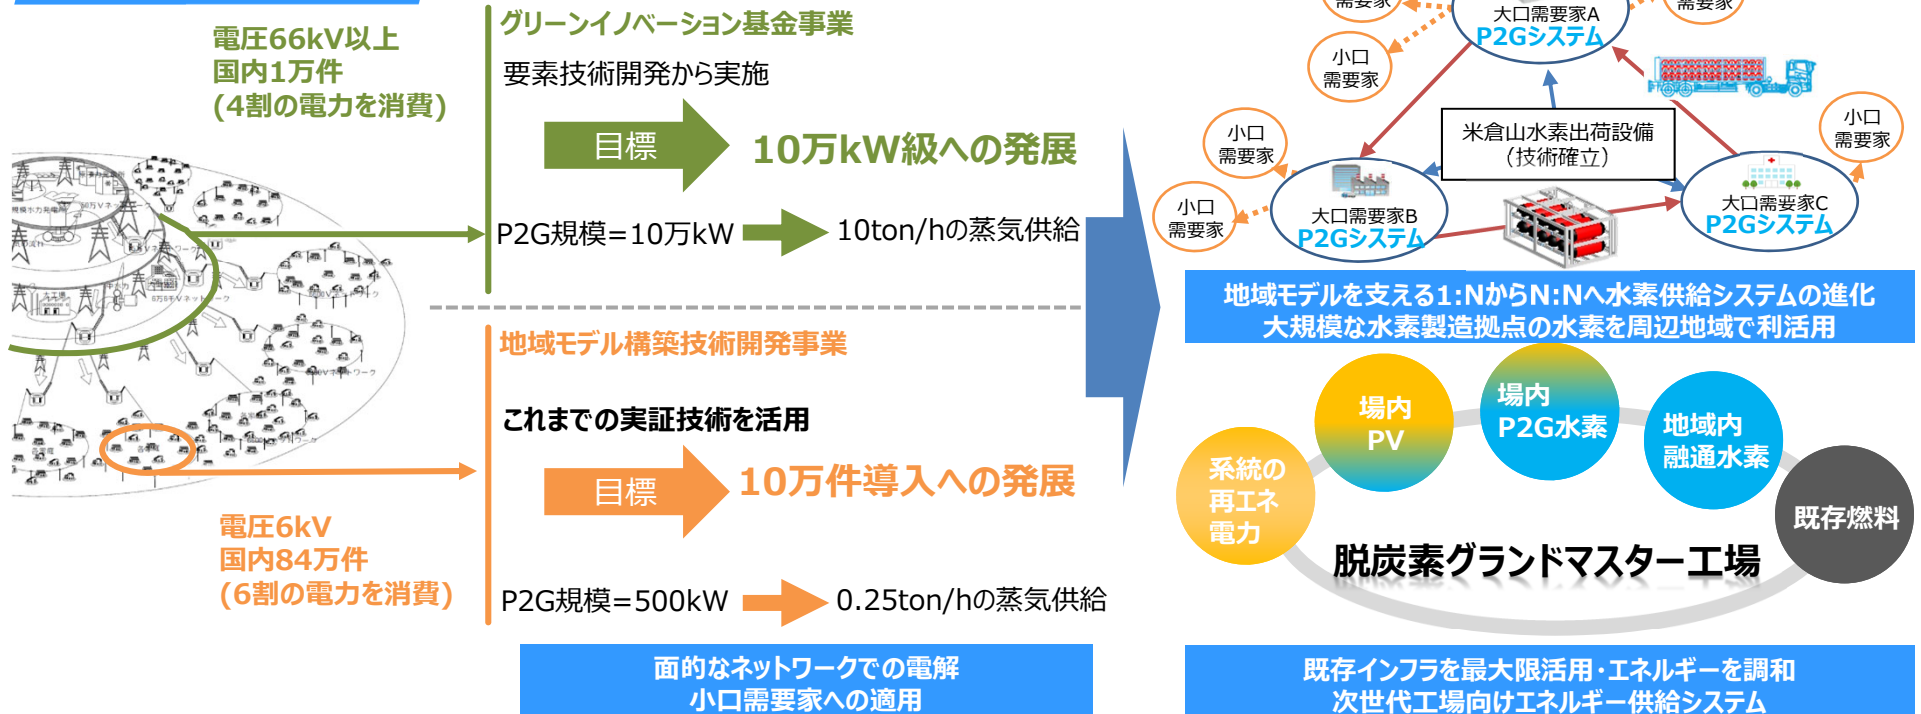 電圧66kV以上
国内1万件
(4割の電力を消費)
グリーンイノベーション基金事業
要素技術開発から実施
目標
10万kW級への発展
P2G規模=10万kW
10ton/hの蒸気供給
地域モデル構築技術開発事業
これまでの実証技術を活用
目標
10万件導入への発展
電圧6kV
国内84万件
(6割の電力を消費)
P2G規模=500kW
0.25ton/hの蒸気供給
面的なネットワークでの電解
小口需要家への適用
需要家
大口需要家A
P2Gシステム
需要家
小口
需要家
小口
需要家
小口
需要家
小口
需要家
米倉山水素出荷設備
(技術確立)
大口需要家B
P2Gシステム
大口需要家C
P2Gシステム
地域モデルを支える1:NからN:Nへ水素供給システムの進化
大規模な水素製造拠点の水素を周辺地域で利活用
系統の
再エネ
電力
場内
PV
場内
P2G水素
地域内
融通水素
既存燃料
脱炭素グランドマスター工場
既存インフラを最大限活用・エネルギーを調和
次世代工場向けエネルギー供給システム